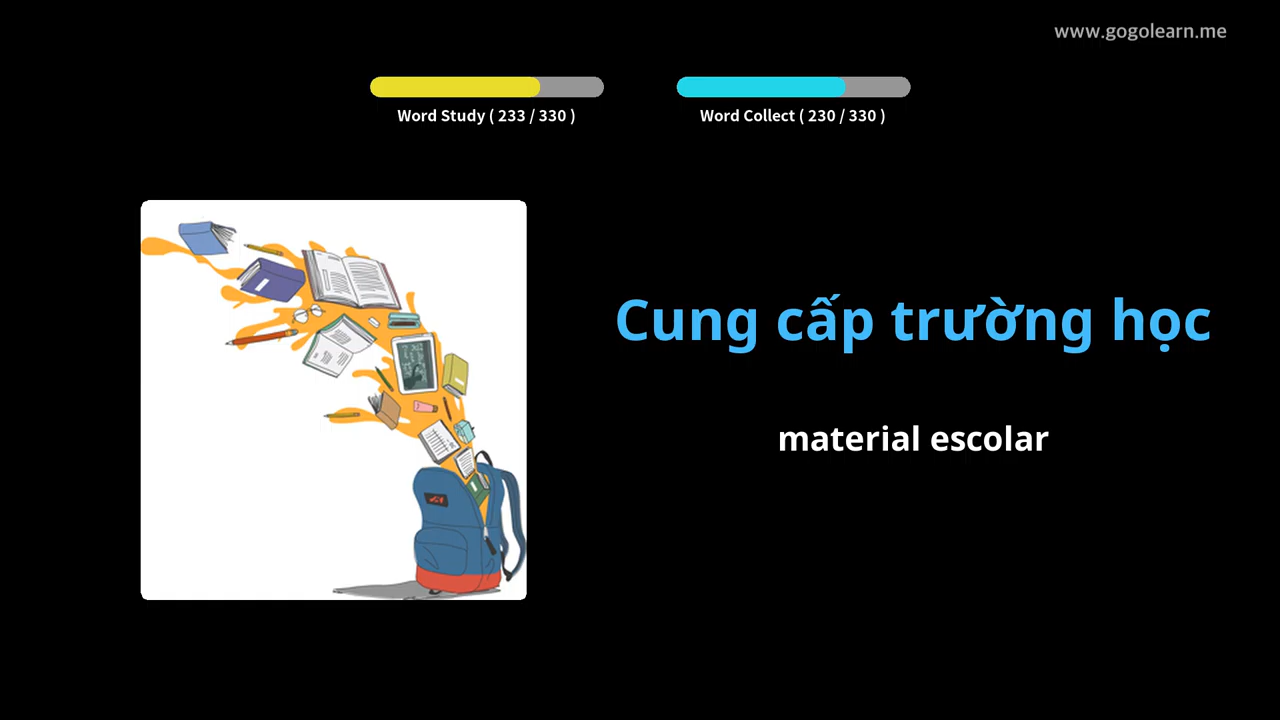 www.gogolearn.me
Word Study ( 233 / 330 )
Word Collect ( 230 / 330 )
Cung cấp trường học
material escolar